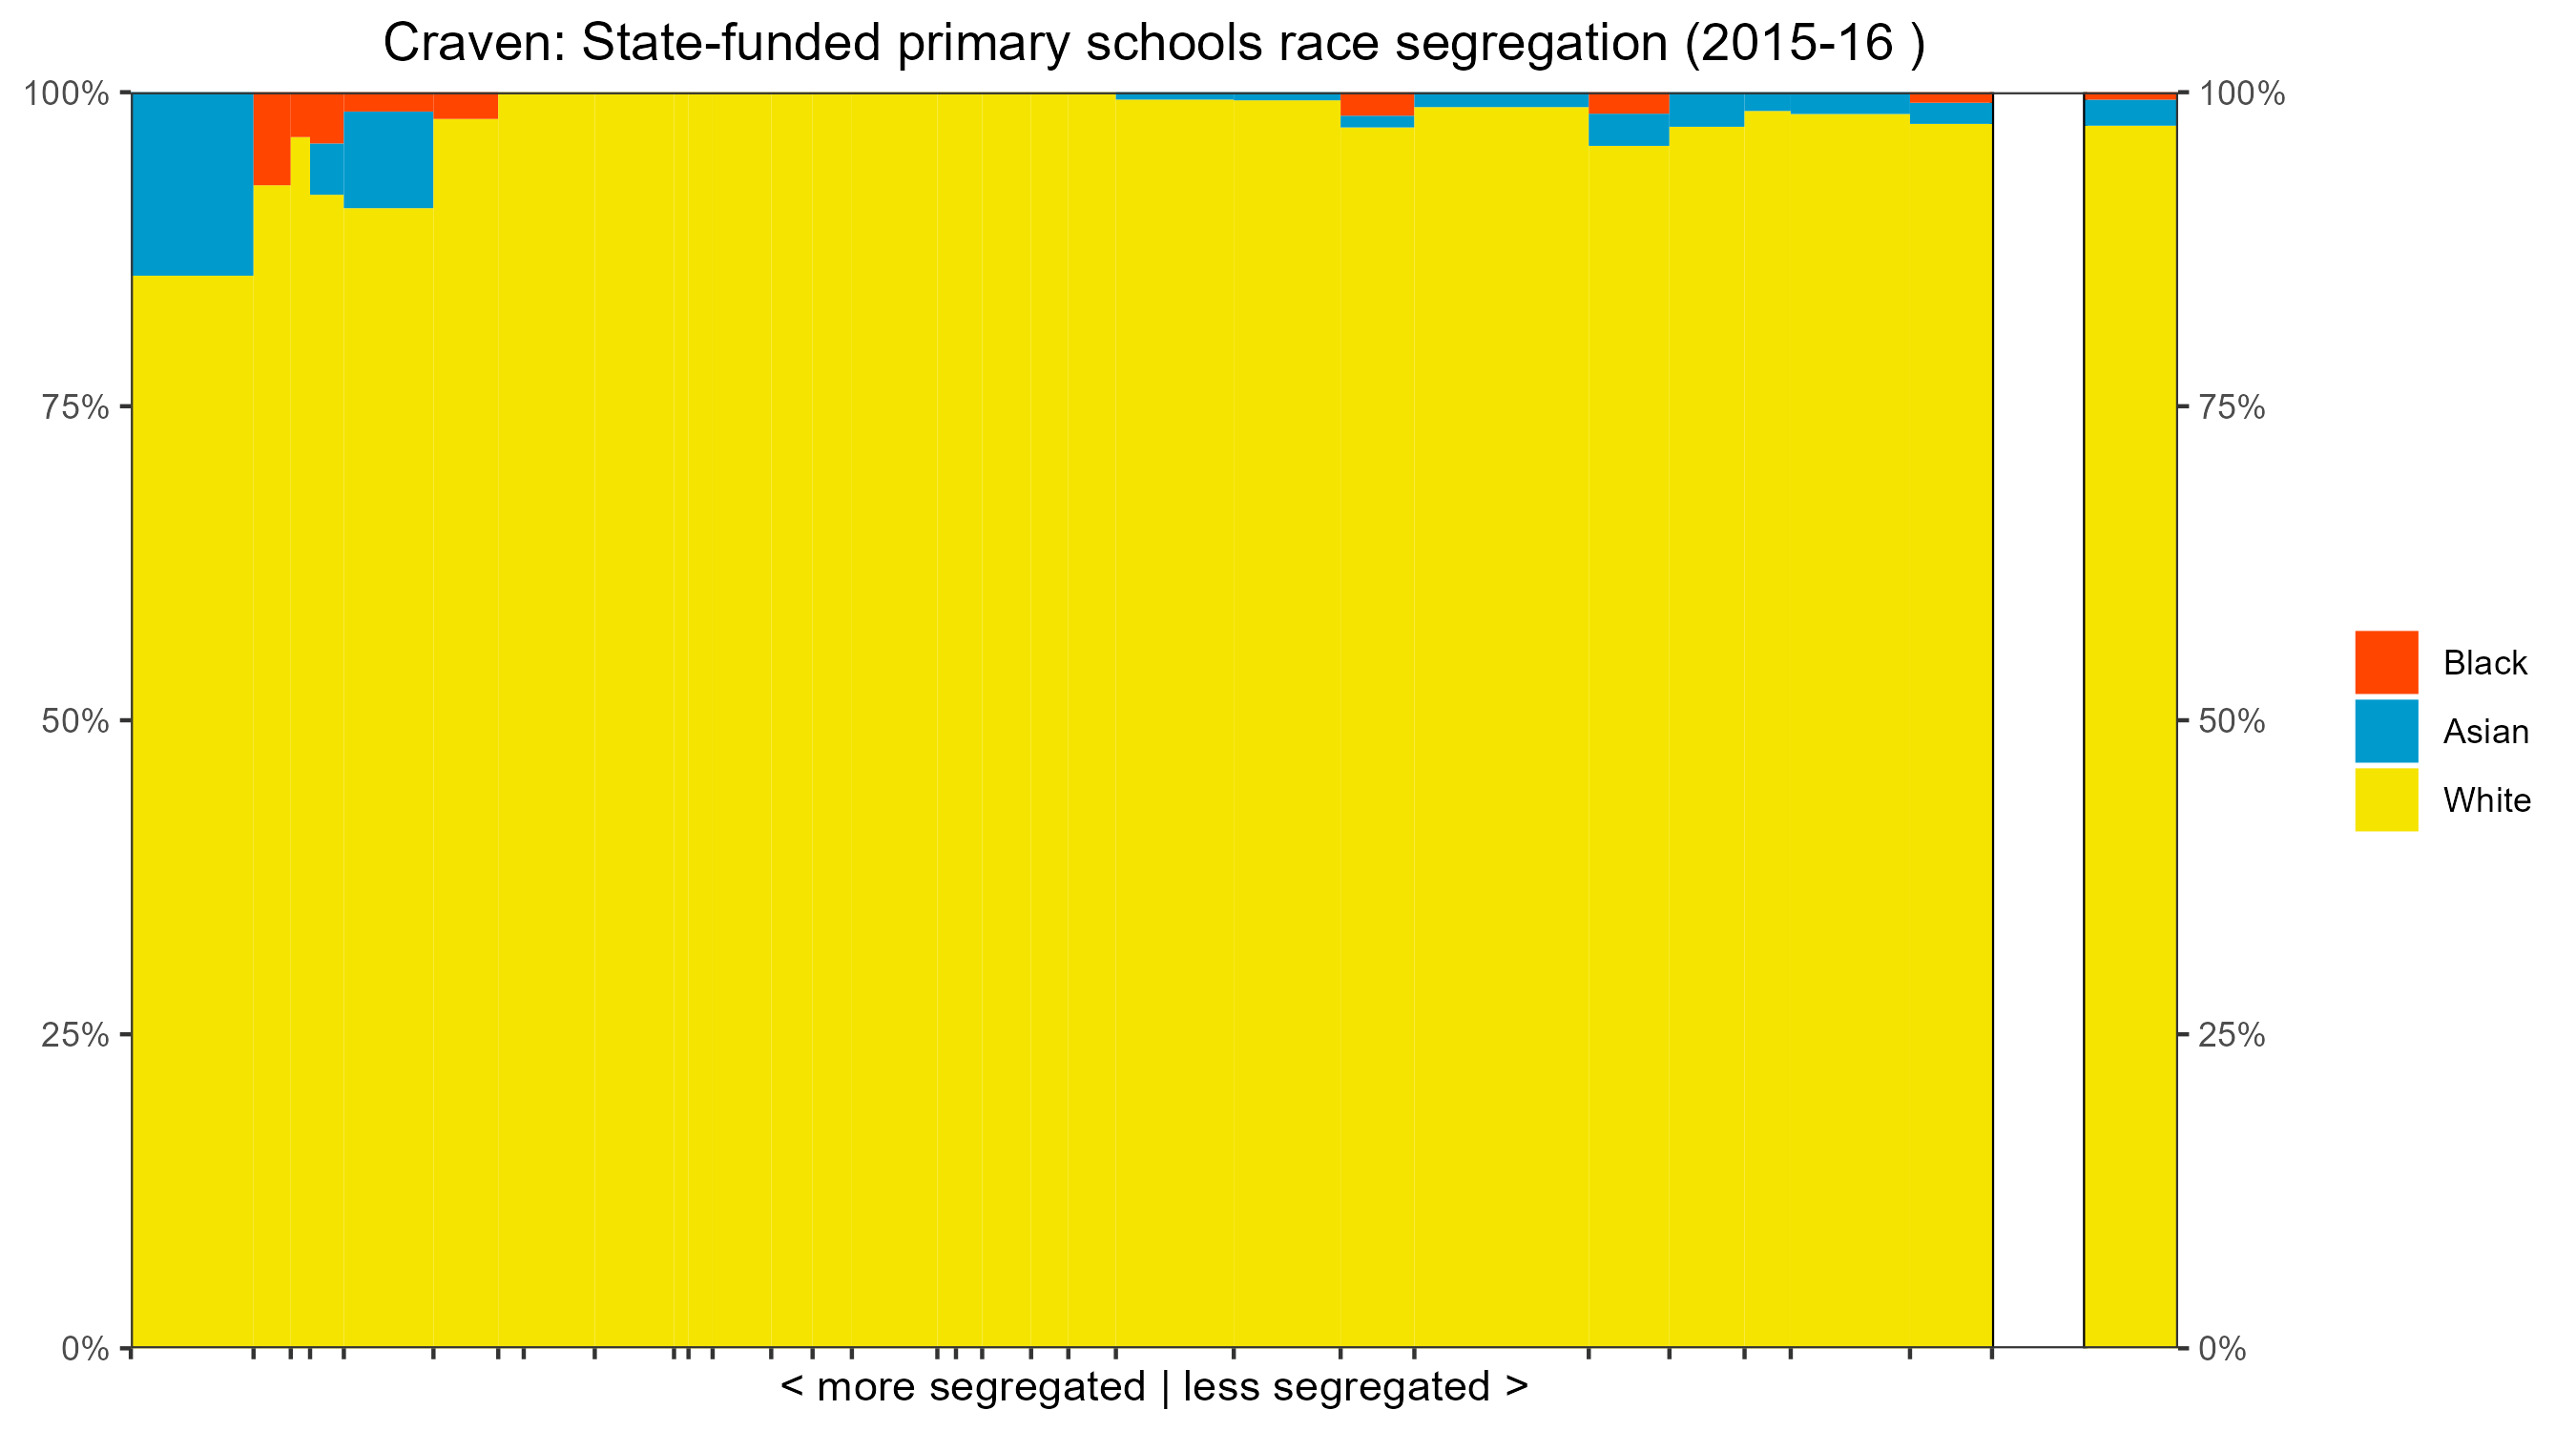 Craven: State-funded primary schools race segregation (2015-16 )
100%
75%
50%
25%
0%
100%
75%
50%
25%
0%
Black
Asian
White
< more segregated | less segregated >